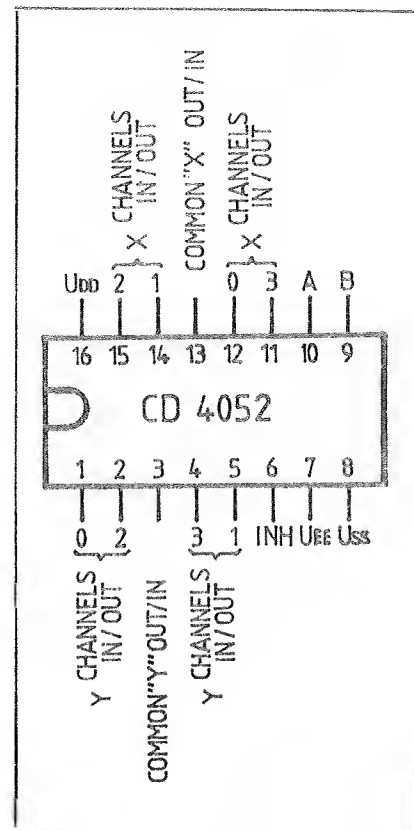 X CHANNELS
IN/OUT
COMMON "X" OUT/IN
X CHANNELS
IN/OUT
UDD 2 1 0 3 A B
16 15 14 13 12 11 10 9
CD 4052
1 2 3 4 5 6 7 8
0 2 3 1 INH UEE USS
Y CHANNELS
IN/OUT
COMMON "Y" OUT/IN
Y CHANNELS
IN/OUT